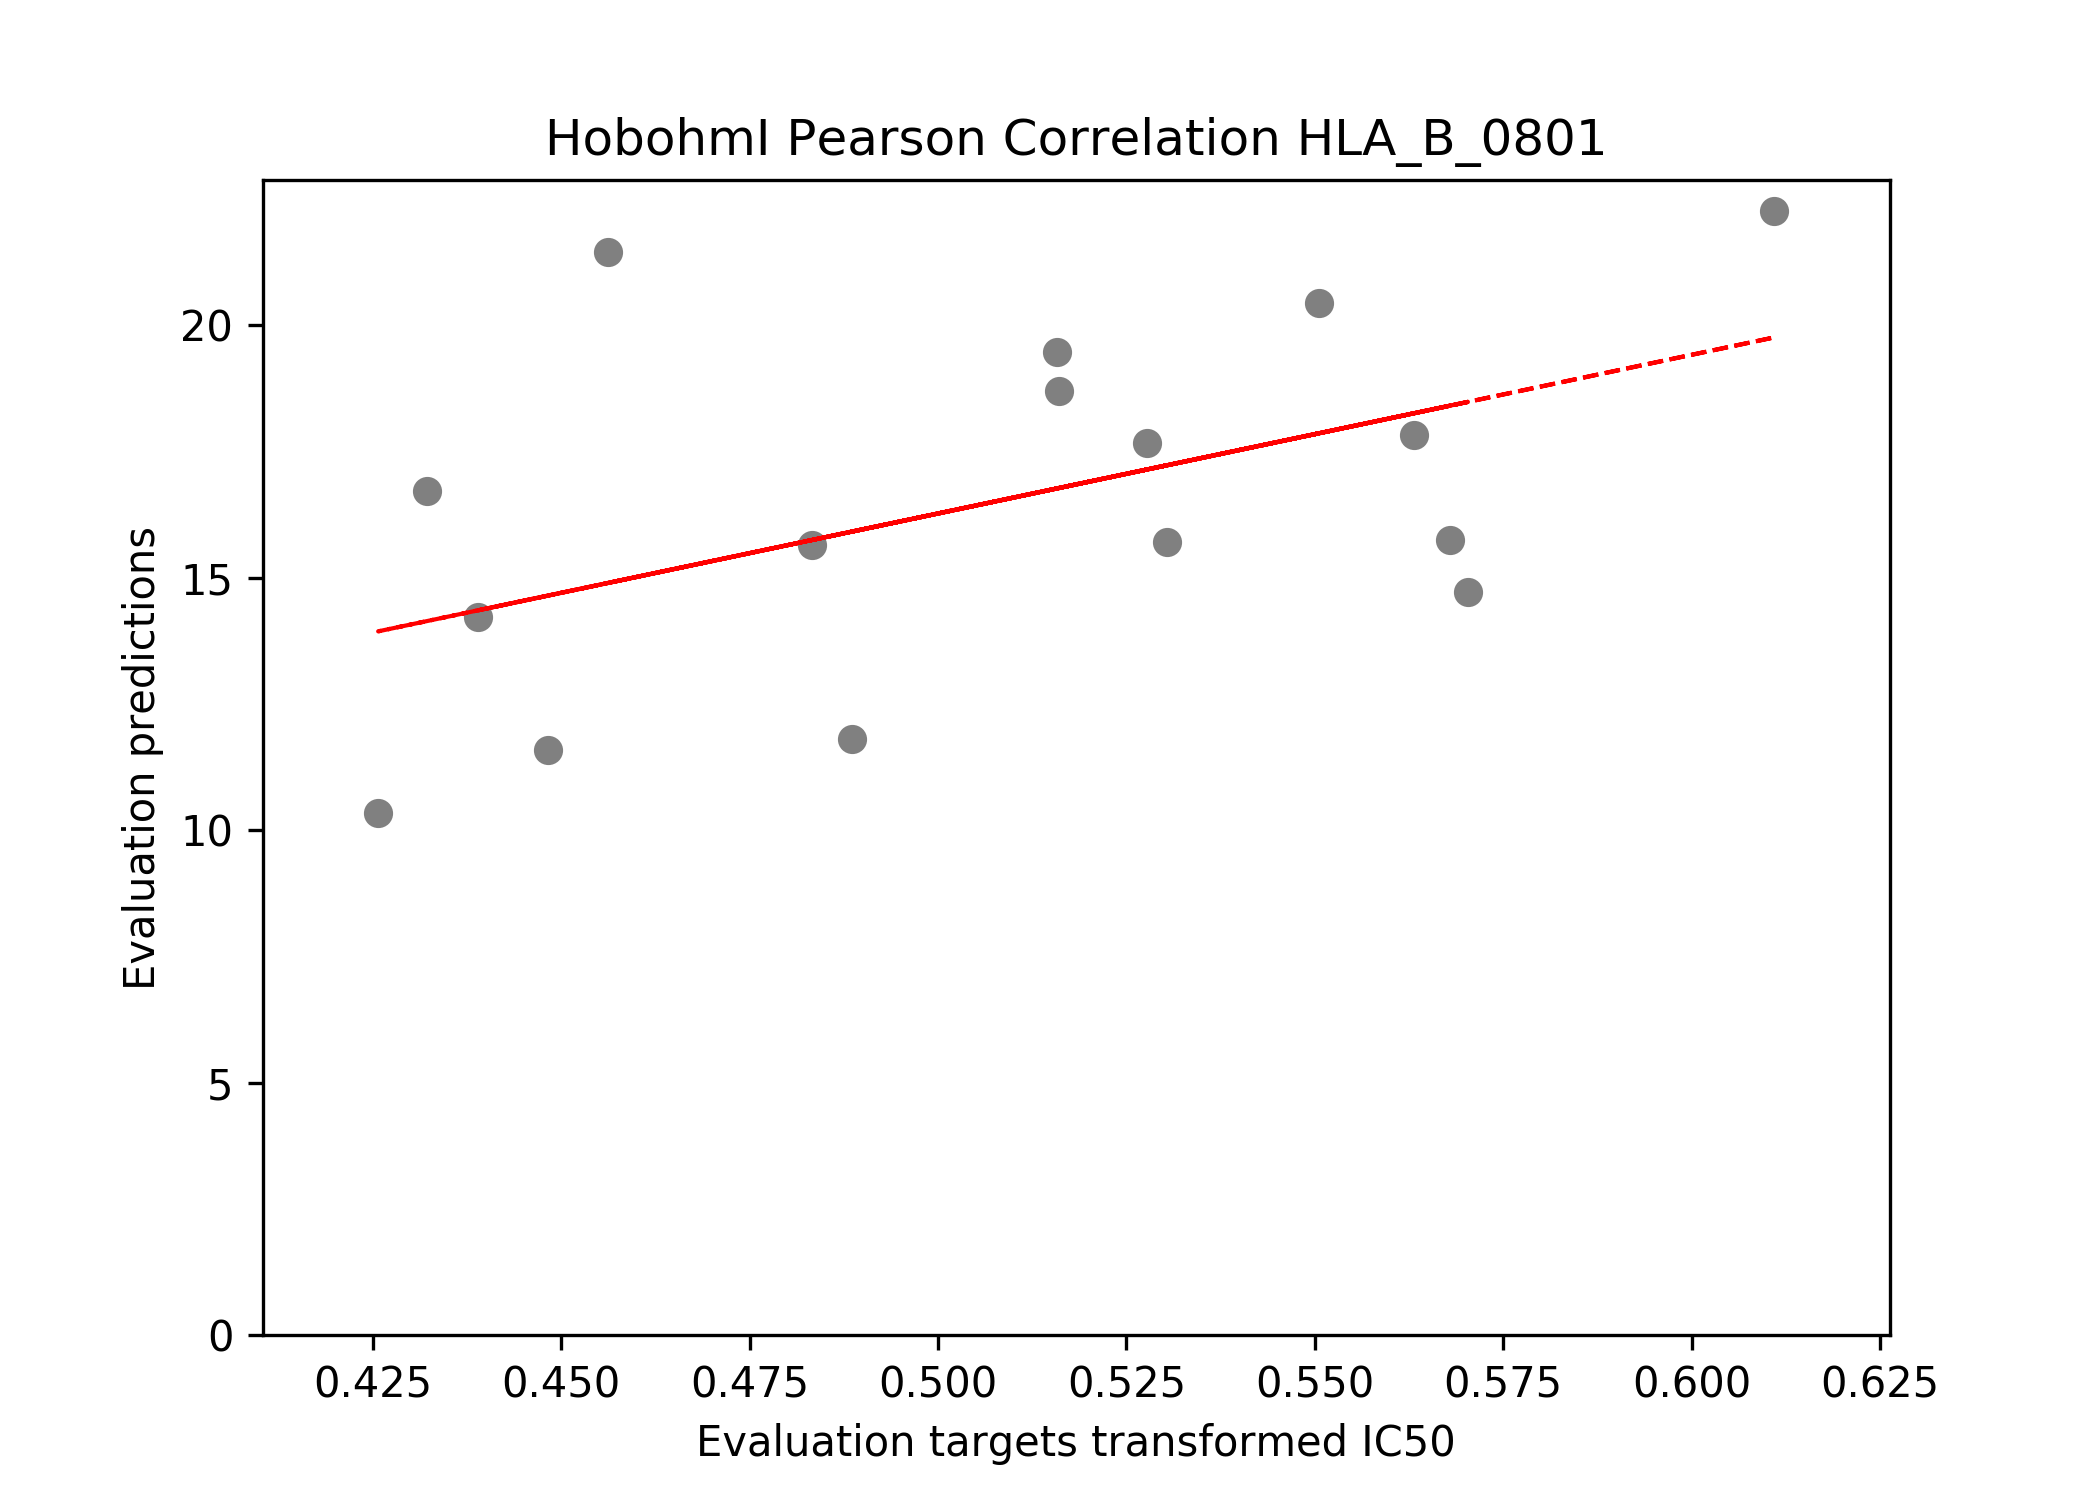 HobohmI Pearson Correlation HLA_B_0801
20
15
10
5
0
Evaluation predictions
0.425 0.450 0.475 0.500 0.525 0.550 0.575 0.600 0.625
Evaluation targets transformed IC50